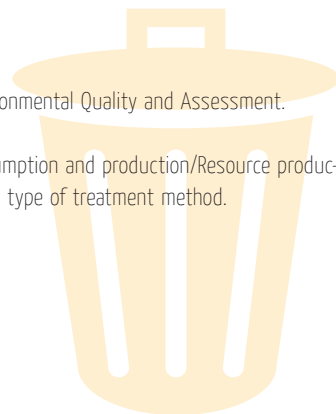 onmental Quality and Assessment.
umption and production/Resource produc-
type of treatment method.